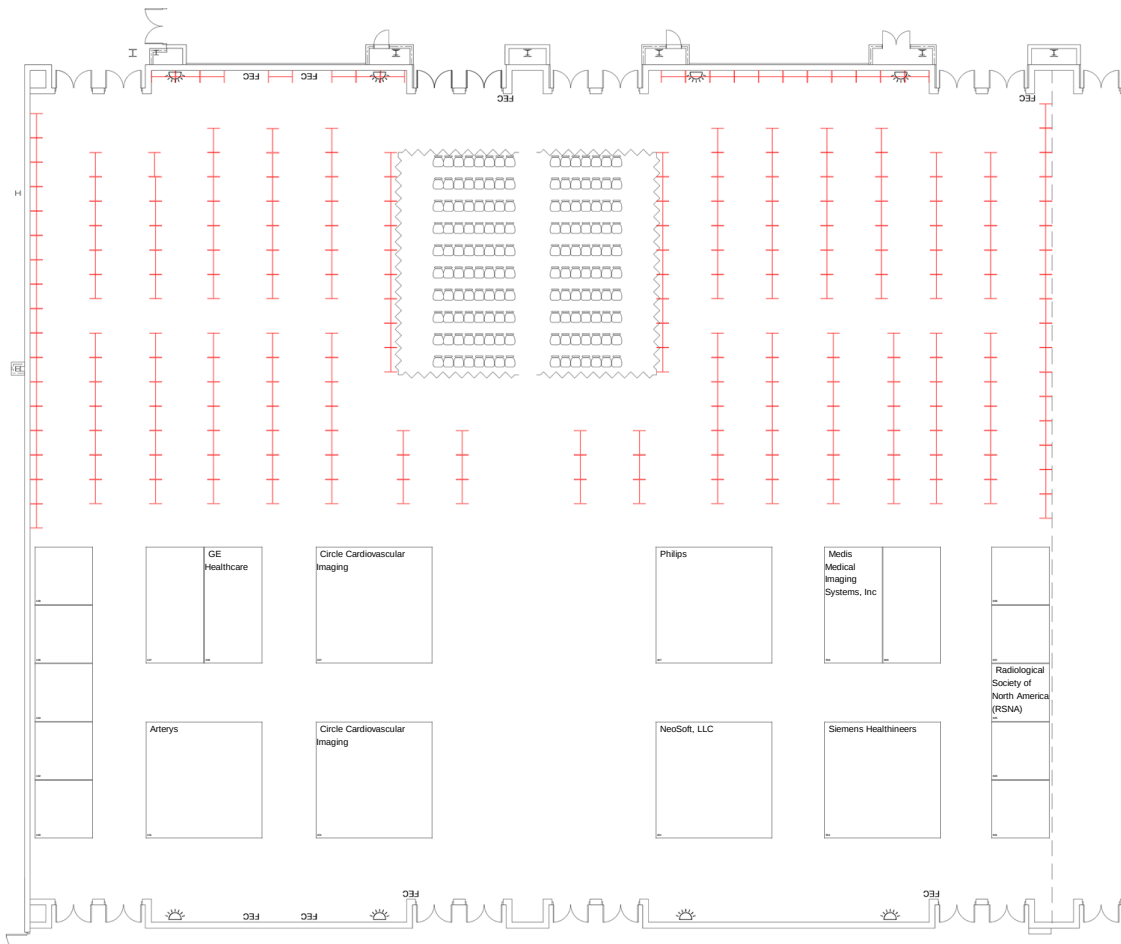 FEC
FEC
FEC
FEC
GE
Healthcare
Circle Cardiovascular
Imaging
Philips
Medis
Medical
Imaging
Systems, Inc
Radiological
Society of
North America
(RSNA)
Arterys
Circle Cardiovascular
Imaging
NeoSoft, LLC
Siemens Healthineers
FEC
FEC
FEC
FEC